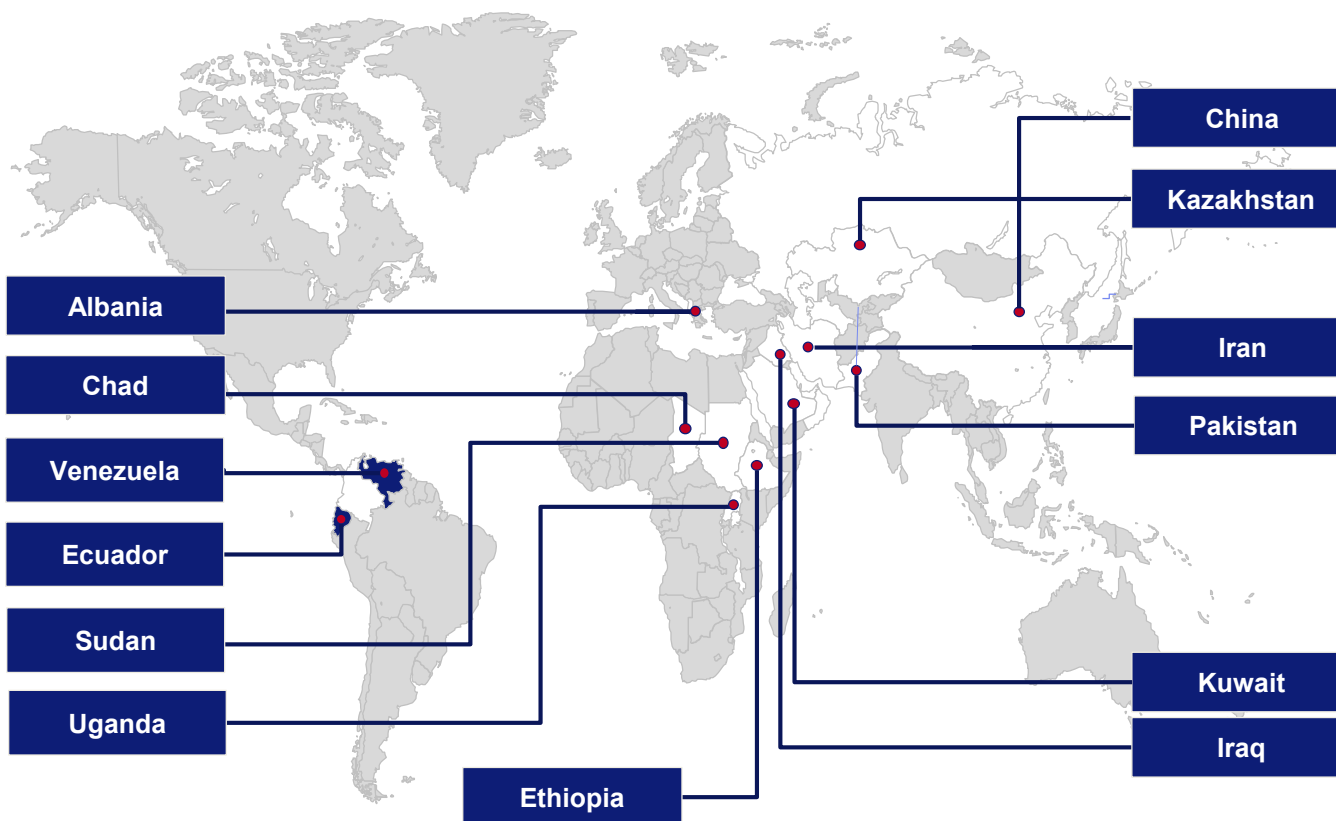 China
Kazakhstan
Albania
Iran
Chad
Pakistan
Venezuela
Ecuador
Sudan
Kuwait
Uganda
Iraq
Ethiopia